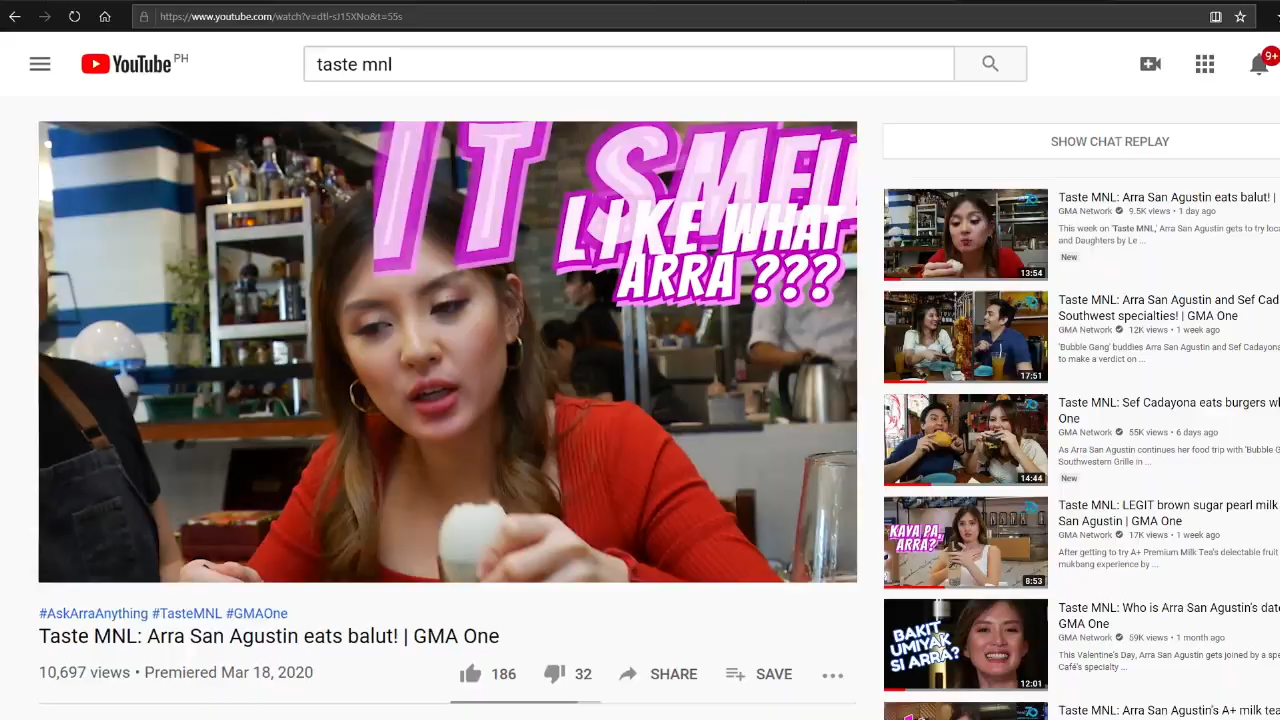 https://www.youtube.com/watch?v=dtl-sJ15XNo&t=55s
YouTube PH
taste mnl
9+
IT SMEL
LIKE WHAT
ARRA ???
#AskArraAnything #TasteMNL #GMAOne
Taste MNL: Arra San Agustin eats balut! | GMA One
10,697 views • Premiered Mar 18, 2020
186
32
SHARE
SAVE
SHOW CHAT REPLAY
13:54
Taste MNL: Arra San Agustin eats balut! |
GMA Network 9.5K views • 1 day ago
This week on 'Taste MNL,' Arra San Agustin gets to try loca
and Daughters by Le ...
New
17:51
Taste MNL: Arra San Agustin and Sef Cad
Southwest specialties! | GMA One
GMA Network 12K views • 1 week ago
'Bubble Gang' buddies Arra San Agustin and Sef Cadayona
to make a verdict on ...
14:44
Taste MNL: Sef Cadayona eats burgers wi
One
GMA Network 55K views • 6 days ago
As Arra San Agustin continues her food trip with 'Bubble G
Southwestern Grille in ...
New
KAYA PA,
ARRA?
8:53
Taste MNL: LEGIT brown sugar pearl milk
San Agustin | GMA One
GMA Network 17K views • 1 week ago
After getting to try A+ Premium Milk Tea's delectable fruit
mukbang experience by ...
BAKIT
UMIYAK
SI ARRA?
12:01
Taste MNL: Who is Arra San Agustin's date
GMA One
GMA Network 59K views • 1 month ago
This Valentine's Day, Arra San Agustin gets joined by a spe
Café's specialty ...
Taste MNL: Arra San Agustin's A+ milk tea